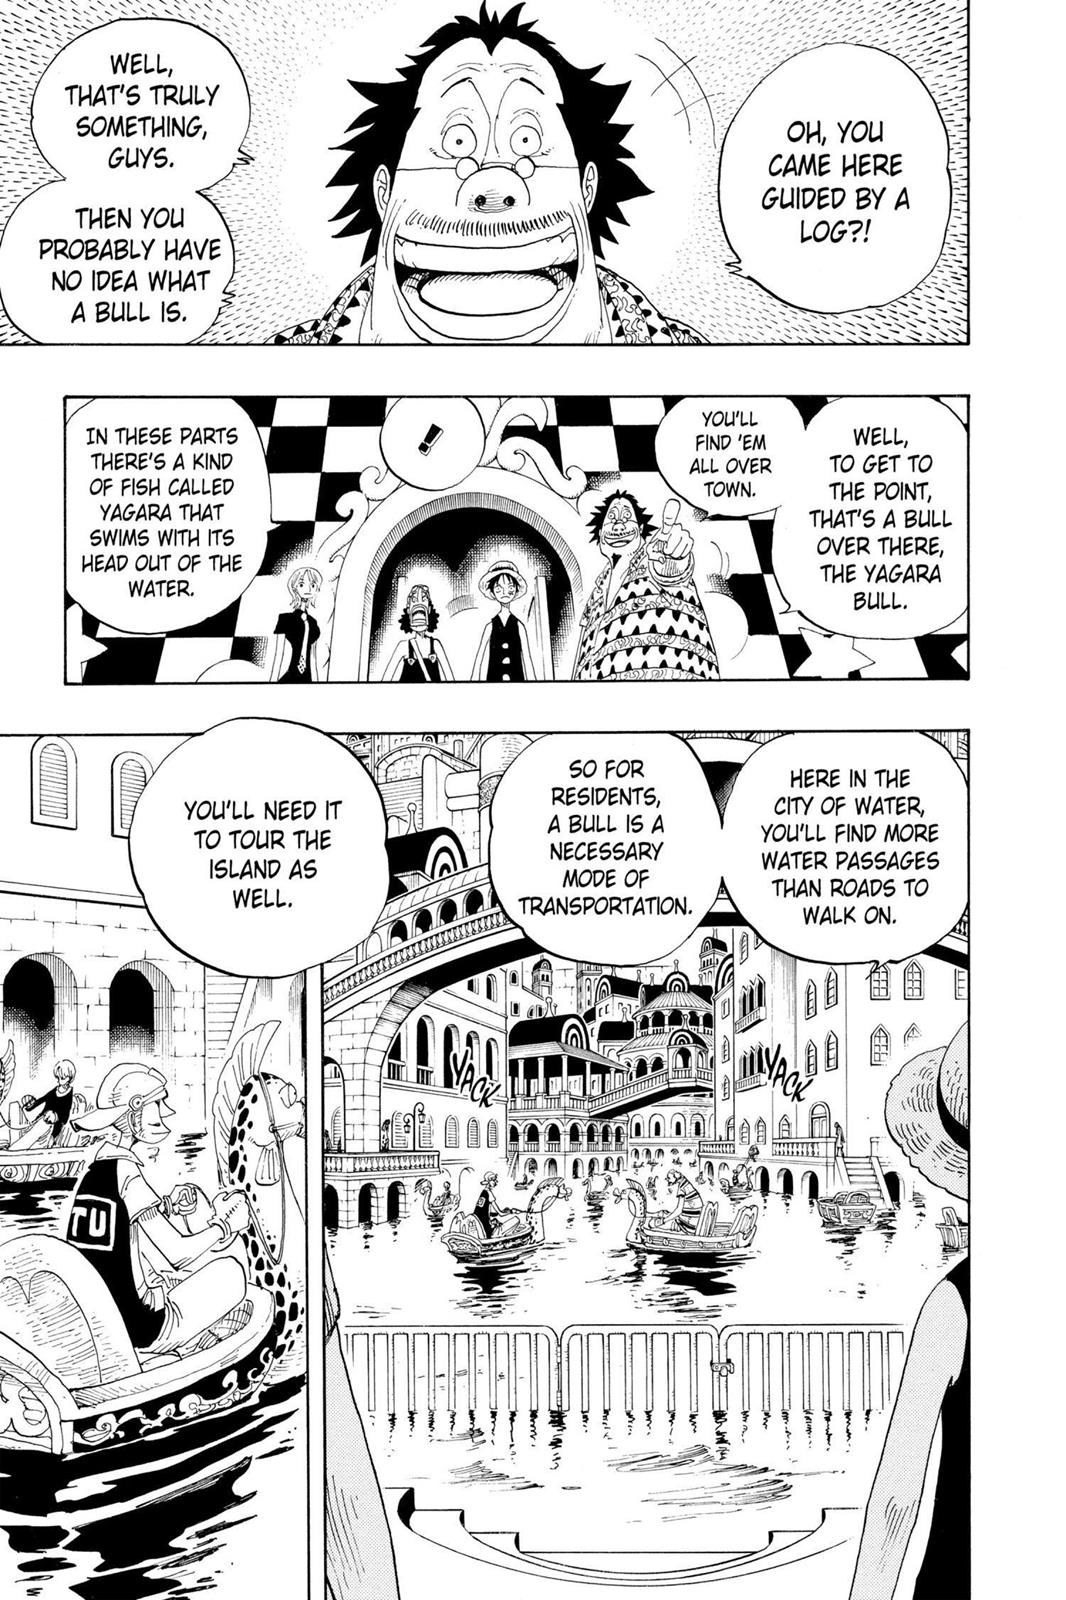 OH, YOU
CAME HERE
GUIDED BY A
LOG?!
WELL,
THAT'S TRULY
SOMETHING,
GUYS.
THEN YOU
PROBABLY HAVE
NO IDEA WHAT
A BULL IS.
WELL,
TO GET TO
THE POINT,
THAT'S A BULL
OVER THERE,
THE YAGARA
BULL.
YOU'LL
FIND 'EM
ALL OVER
TOWN.
!
IN THESE PARTS
THERE'S A KIND
OF FISH CALLED
YAGARA THAT
SWIMS WITH ITS
HEAD OUT OF THE
WATER.
HERE IN THE
CITY OF WATER,
YOU'LL FIND MORE
WATER PASSAGES
THAN ROADS TO
WALK ON.
SO FOR
RESIDENTS,
A BULL IS A
NECESSARY
MODE OF
TRANSPORTATION.
YACK
YACK
YOU'LL NEED IT
TO TOUR THE
ISLAND AS
WELL.
TU